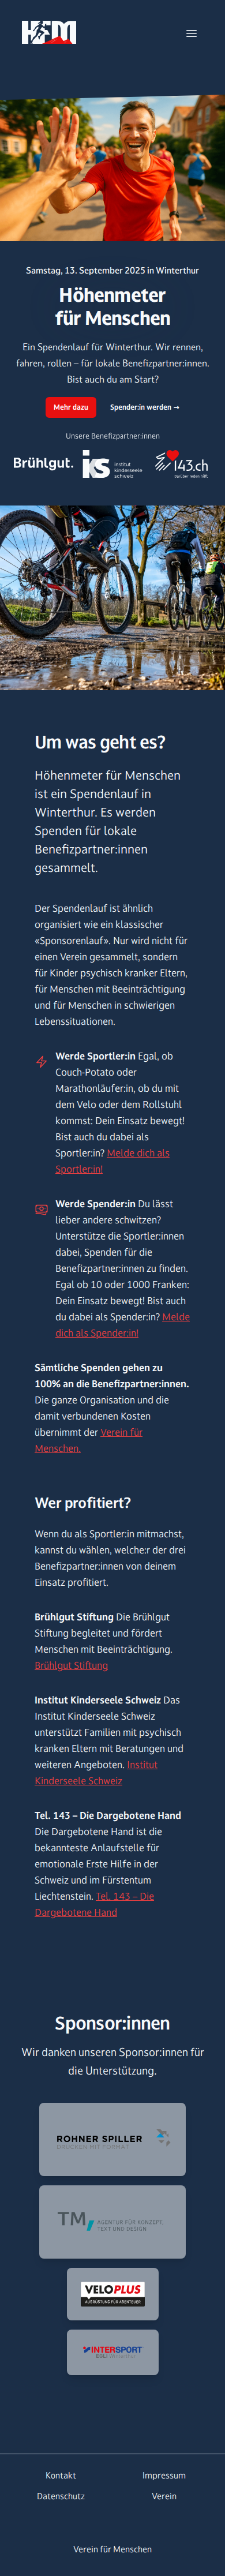 HFM
Samstag, 13. September 2025 in Winterthur
Höhenmeter
für Menschen
Ein Spendenlauf für Winterthur. Wir rennen,
fahren, rollen – für lokale Benefizpartner:innen.
Bist auch du am Start?
Mehr dazu
Spender:in werden →
Unsere Benefizpartner:innen
Brühlgut.
iks
institut
kinderseele
schweiz
143.ch
Darüber reden hilft.
Um was geht es?
Höhenmeter für Menschen
ist ein Spendenlauf in
Winterthur. Es werden
Spenden für lokale
Benefizpartner:innen
gesammelt.
Der Spendenlauf ist ähnlich
organisiert wie ein klassischer
«Sponsorenlauf». Nur wird nicht für
einen Verein gesammelt, sondern
für Kinder psychisch kranker Eltern,
für Menschen mit Beeinträchtigung
und für Menschen in schwierigen
Lebenssituationen.
Werde Sportler:in Egal, ob
Couch-Potato oder
Marathonläufer:in, ob du mit
dem Velo oder dem Rollstuhl
kommst: Dein Einsatz bewegt!
Bist auch du dabei als
Sportler:in? Melde dich als
Sportler:in!
Werde Spender:in Du lässt
lieber andere schwitzen?
Unterstütze die Sportler:innen
dabei, Spenden für die
Benefizpartner:innen zu finden.
Egal ob 10 oder 1000 Franken:
Dein Einsatz bewegt! Bist auch
du dabei als Spender:in? Melde
dich als Spender:in!
Sämtliche Spenden gehen zu
100% an die Benefizpartner:innen.
Die ganze Organisation und die
damit verbundenen Kosten
übernimmt der Verein für
Menschen.
Wer profitiert?
Wenn du als Sportler:in mitmachst,
kannst du wählen, welche:r der drei
Benefizpartner:innen von deinem
Einsatz profitiert.
Brühlgut Stiftung Die Brühlgut
Stiftung begleitet und fördert
Menschen mit Beeinträchtigung.
Brühlgut Stiftung
Institut Kinderseele Schweiz Das
Institut Kinderseele Schweiz
unterstützt Familien mit psychisch
kranken Eltern mit Beratungen und
weiteren Angeboten. Institut
Kinderseele Schweiz
Tel. 143 – Die Dargebotene Hand
Die Dargebotene Hand ist die
bekannteste Anlaufstelle für
emotionale Erste Hilfe in der
Schweiz und im Fürstentum
Liechtenstein. Tel. 143 – Die
Dargebotene Hand
Sponsor:innen
Wir danken unseren Sponsor:innen für
die Unterstützung.
ROHNER SPILLER
DRUCKEN MIT FORMAT
TM
AGENTUR FÜR KONZEPT,
TEXT UND DESIGN
VELOPLUS
AUSRÜSTUNG FÜR ABENTEUER
INTERSPORT
Kontakt
Impressum
Datenschutz
Verein
Verein für Menschen